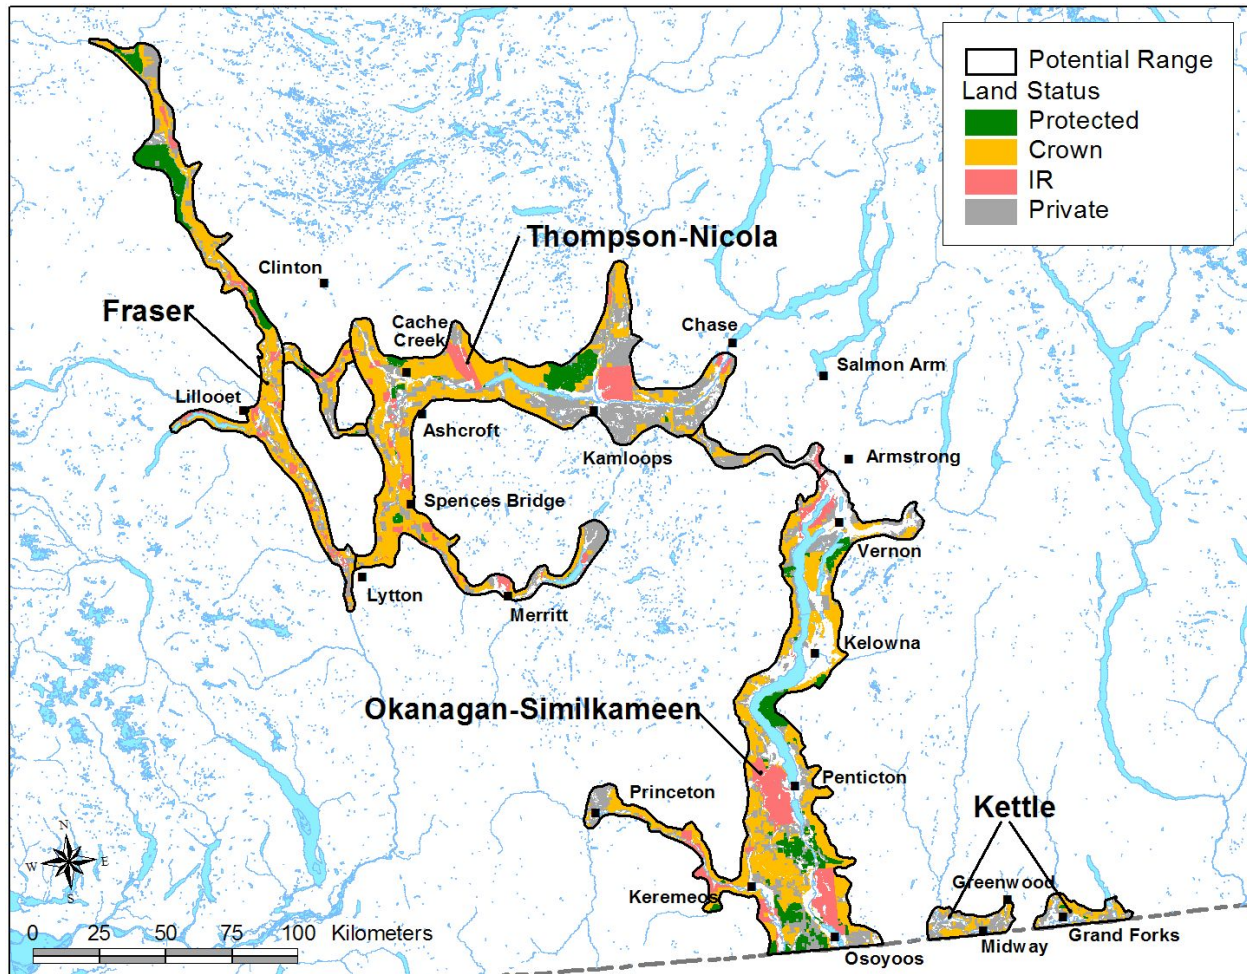 Potential Range
Land Status
Protected
Crown
IR
Private
Thompson-Nicola
Clinton
Fraser
Cache
Creek
Chase
Salmon Arm
Lillooet
Ashcroft
Kamloops
Armstrong
Spences Bridge
Vernon
Lytton
Merritt
Kelowna
Okanagan-Similkameen
Penticton
Princeton
Kettle
N
W
E
S
Greenwood
Keremeos
0 25 50 75 100 Kilometers
Midway
Grand Forks
Osoyoos